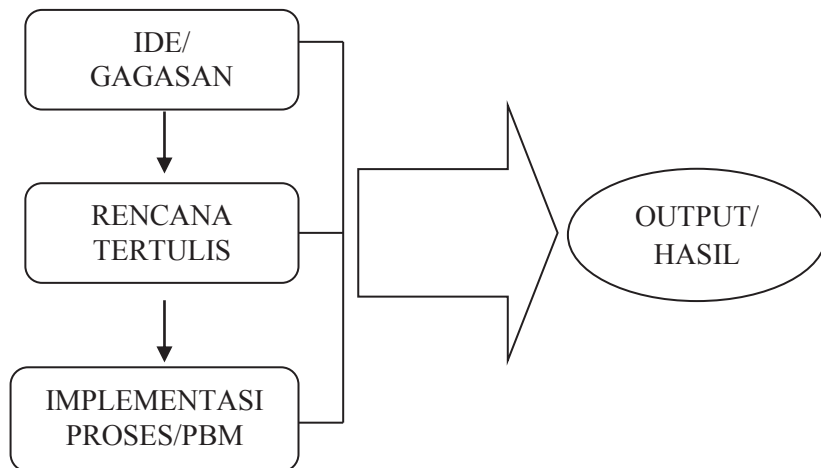 IDE/
GAGASAN
RENCANA
TERTULIS
IMPLEMENTASI
PROSES/PBM
OUTPUT/
HASIL